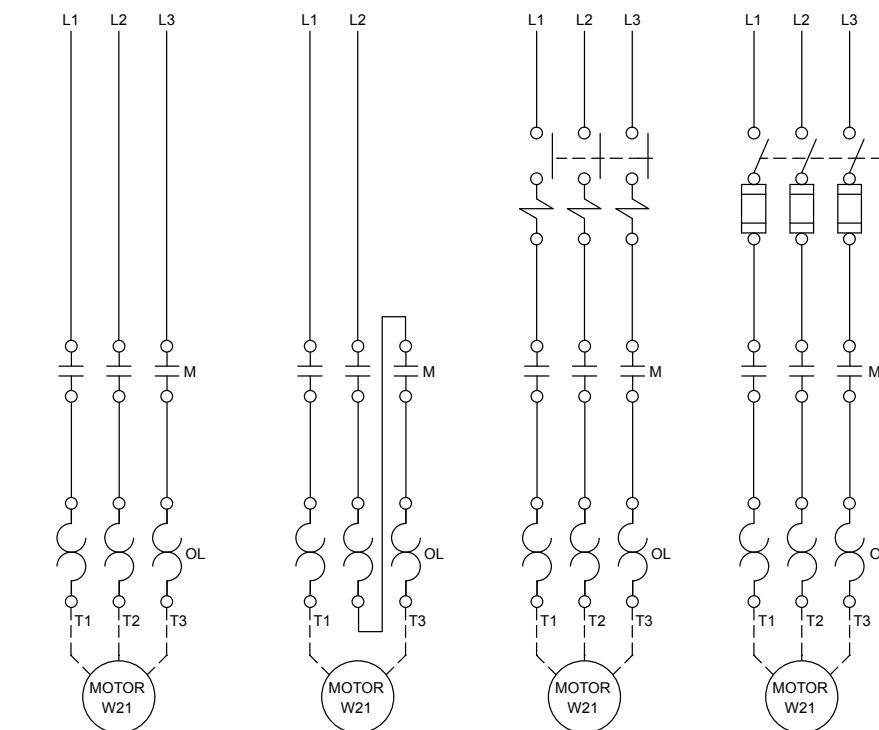 L1 L2 L3 L1 L2 L1 L2 L3 L1 L2 L3
M M M M
OL OL OL
T1 T2 T3 T1 T3 T1 T2 T3 T1 T2 T3
MOTOR MOTOR MOTOR MOTOR
W21 W21 W21 W21